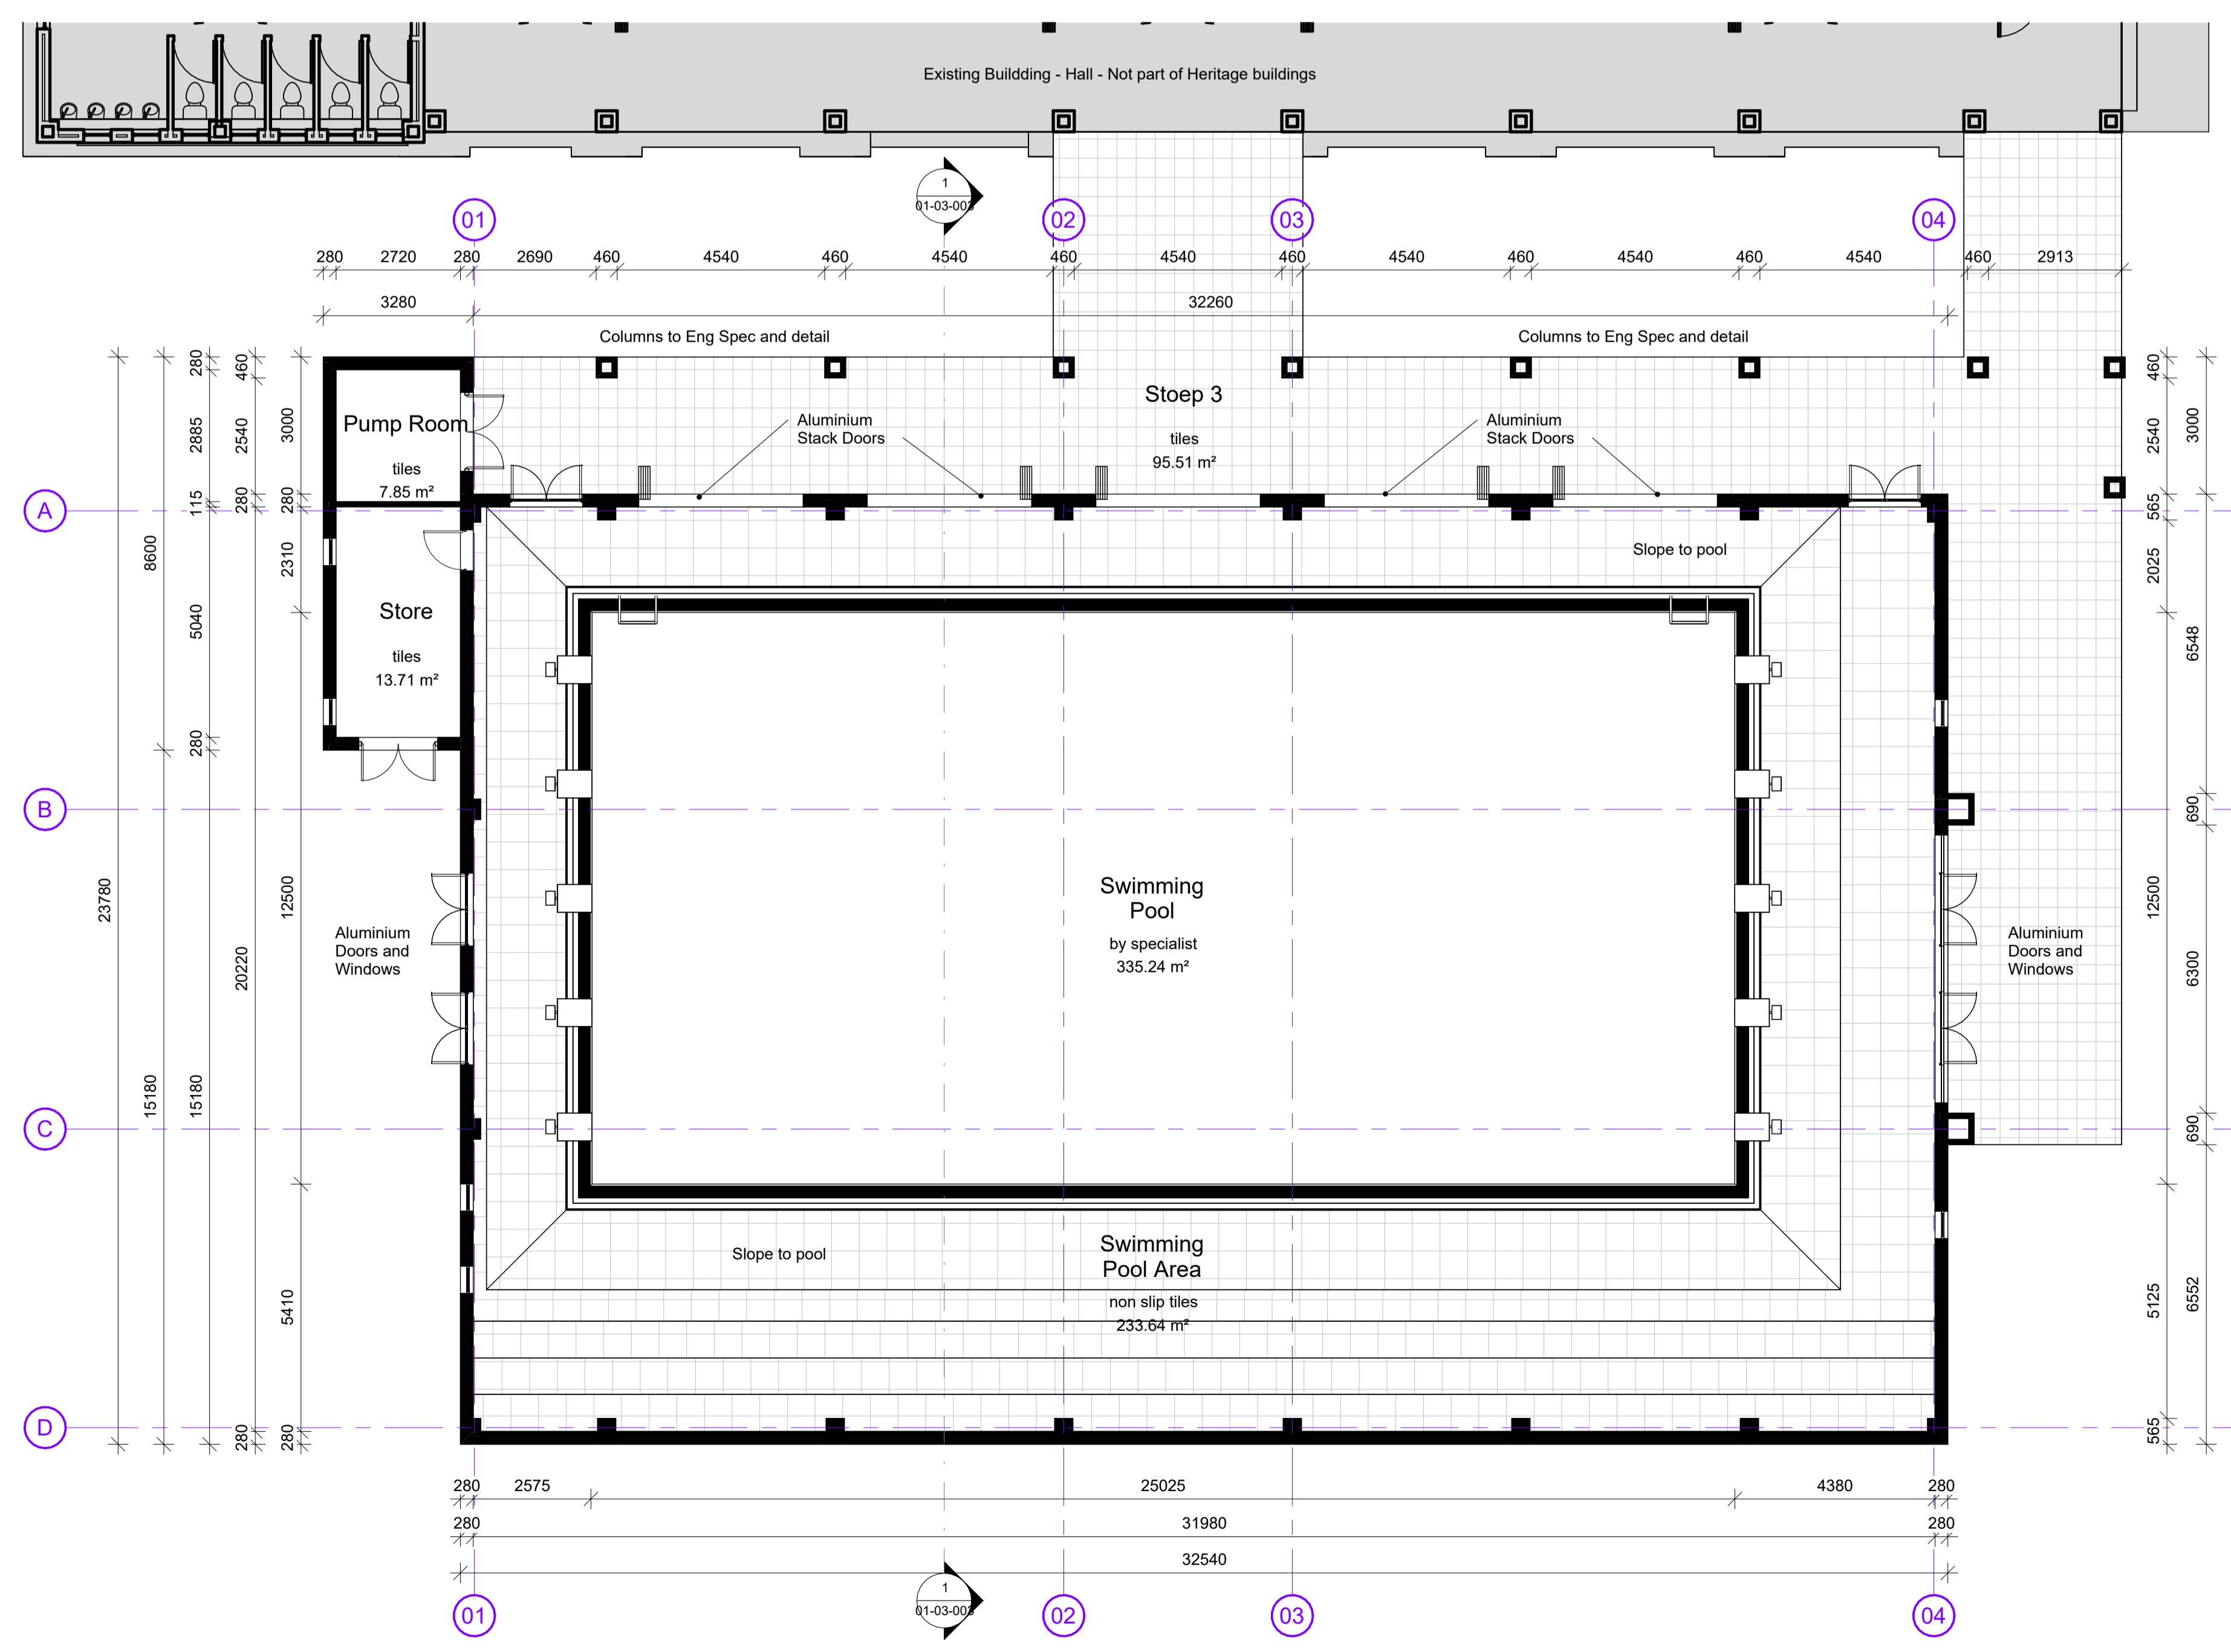 Existing Buildding - Hall - Not part of Heritage buildings
1
01-03-003
01
02
03
04
280
2720
280
2690
460
4540
460
4540
460
4540
460
4540
460
4540
460
4540
460
2913
3280
32260
Columns to Eng Spec and detail
Columns to Eng Spec and detail
Stoep 3
tiles
95.51 m²
Aluminium
Stack Doors
Aluminium
Stack Doors
Pump Room
tiles
7.85 m²
Slope to pool
Store
tiles
13.71 m²
A
B
C
D
23780
8600
15180
280
2885
115
5040
280
15180
460
2540
280
20220
280
3000
280
2310
12500
5410
280
Swimming
Pool
by specialist
335.24 m²
Aluminium
Doors and
Windows
Aluminium
Doors and
Windows
460
2540
565
2025
12500
5125
565
3000
6548
690
6300
690
6552
Slope to pool
Swimming
Pool Area
non slip tiles
233.64 m²
280
2575
25025
4380
280
280
31980
280
32540
1
01-03-003
01
02
03
04